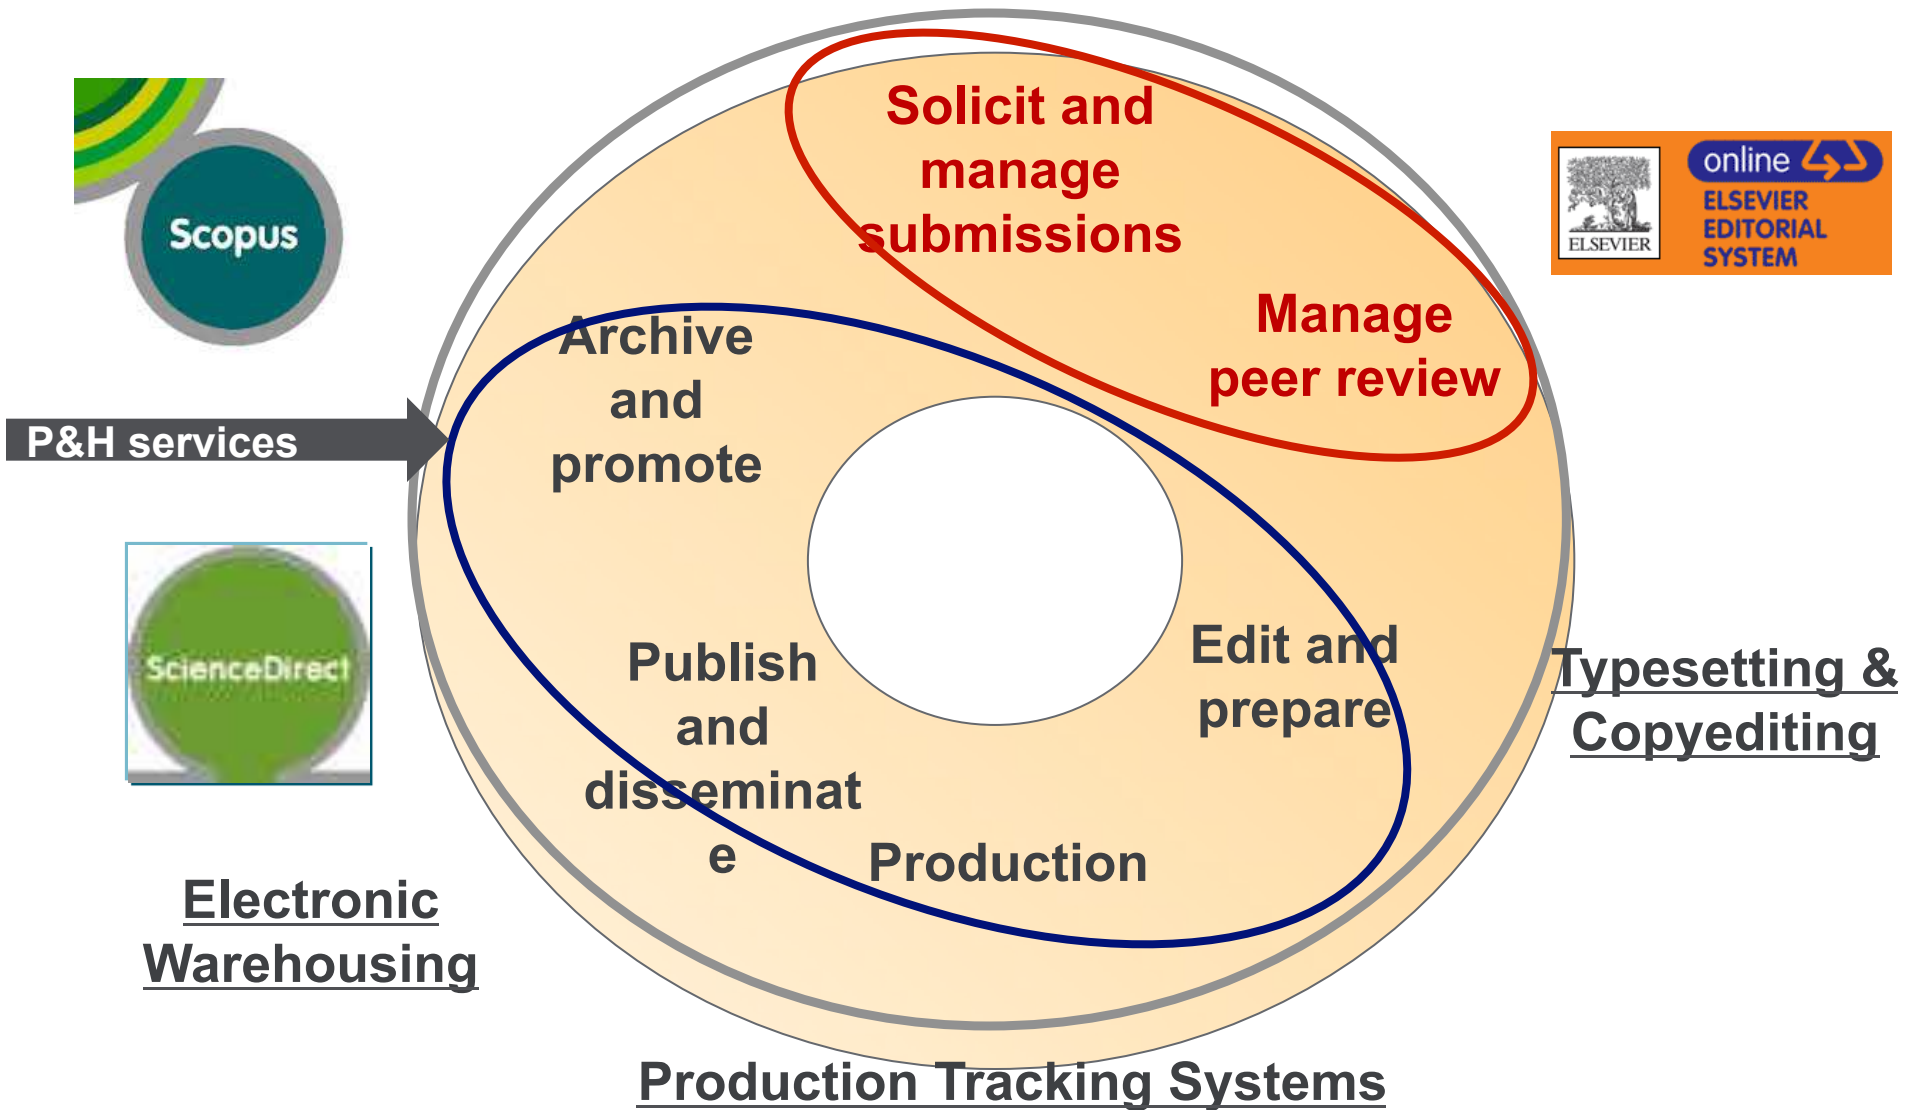 Solicit and
manage
submissions
Manage
peer review
Scopus
ELSEVIER
online
ELSEVIER
EDITORIAL
SYSTEM
Archive
and
promote
P&H services
ScienceDirect
Publish
and
disseminat
e
Edit and
prepare
Typesetting &
Copyediting
Production
Electronic
Warehousing
Production Tracking Systems